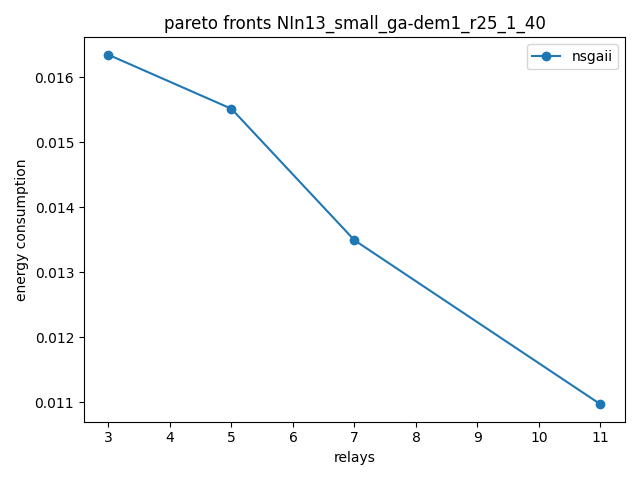 pareto fronts NIn13_small_ga-dem1_r25_1_40
nsgaii
energy consumption
0.016
0.015
0.014
0.013
0.012
0.011
3 4 5 6 7 8 9 10 11
relays